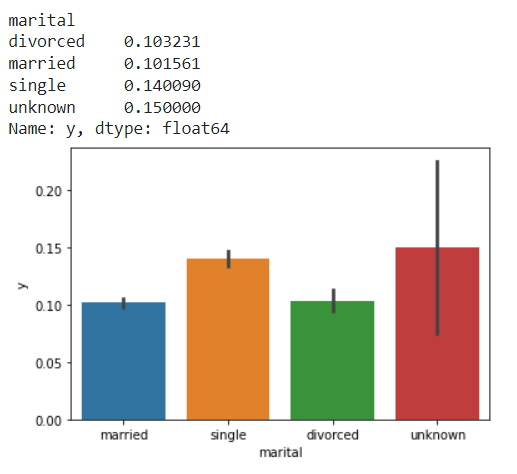 marital
divorced    0.103231
married     0.101561
single      0.140090
unknown     0.150000
Name: y, dtype: float64
0.20
0.15
0.10
0.05
0.00
y
married single divorced unknown
marital